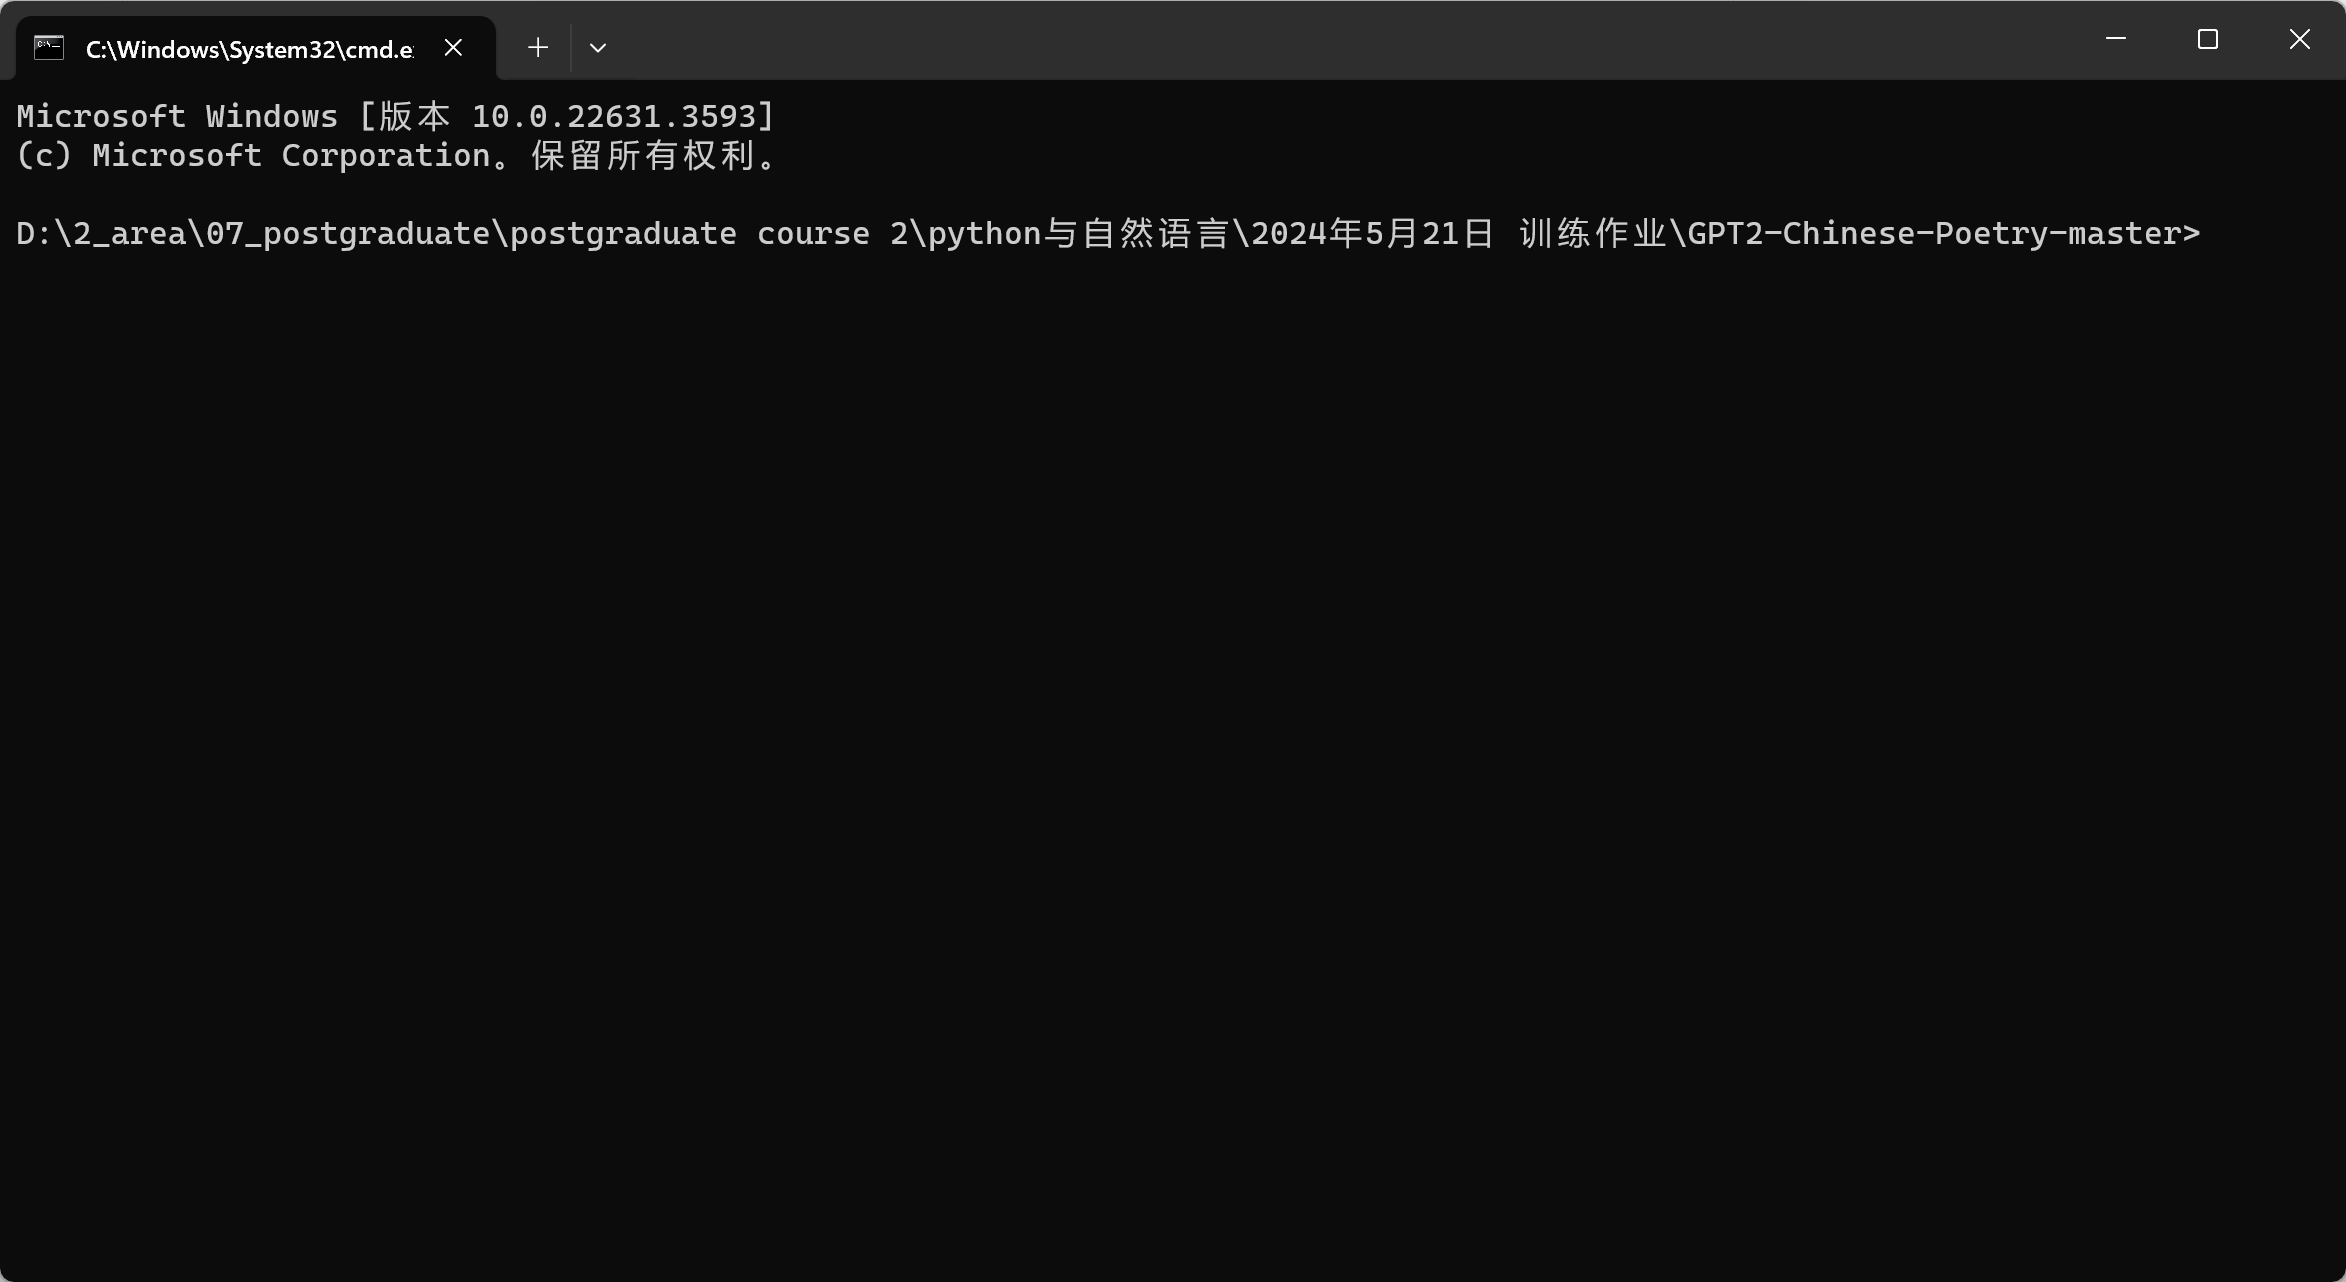 C:\Windows\System32\cmd.e
Microsoft Windows [版本 10.0.22631.3593]
(c) Microsoft Corporation。保留所有权利。
D:\2_area\07_postgraduate\postgraduate course 2\python与自然语言\2024年5月21日 训练作业\GPT2-Chinese-Poetry-master>